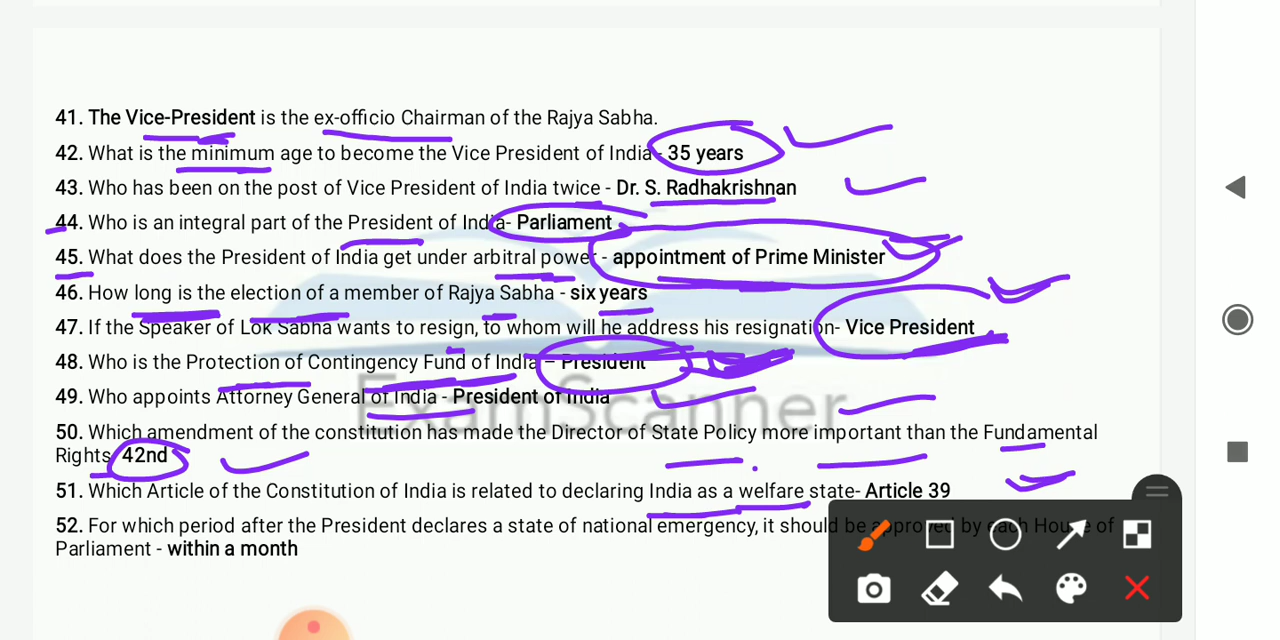 41. The Vice-President is the ex-officio Chairman of the Rajya Sabha.
42. What is the minimum age to become the Vice President of India - 35 years
43. Who has been on the post of Vice President of India twice - Dr. S. Radhakrishnan
44. Who is an integral part of the President of India- Parliament
45. What does the President of India get under arbitral power - appointment of Prime Minister
46. How long is the election of a member of Rajya Sabha - six years
47. If the Speaker of Lok Sabha wants to resign, to whom will he address his resignation- Vice President
48. Who is the Protection of Contingency Fund of India – President
49. Who appoints Attorney General of India - President of India
50. Which amendment of the constitution has made the Director of State Policy more important than the Fundamental
Rights 42nd
51. Which Article of the Constitution of India is related to declaring India as a welfare state- Article 39
52. For which period after the President declares a state of national emergency, it should be approved by each House of
Parliament - within a month
ExamScanner